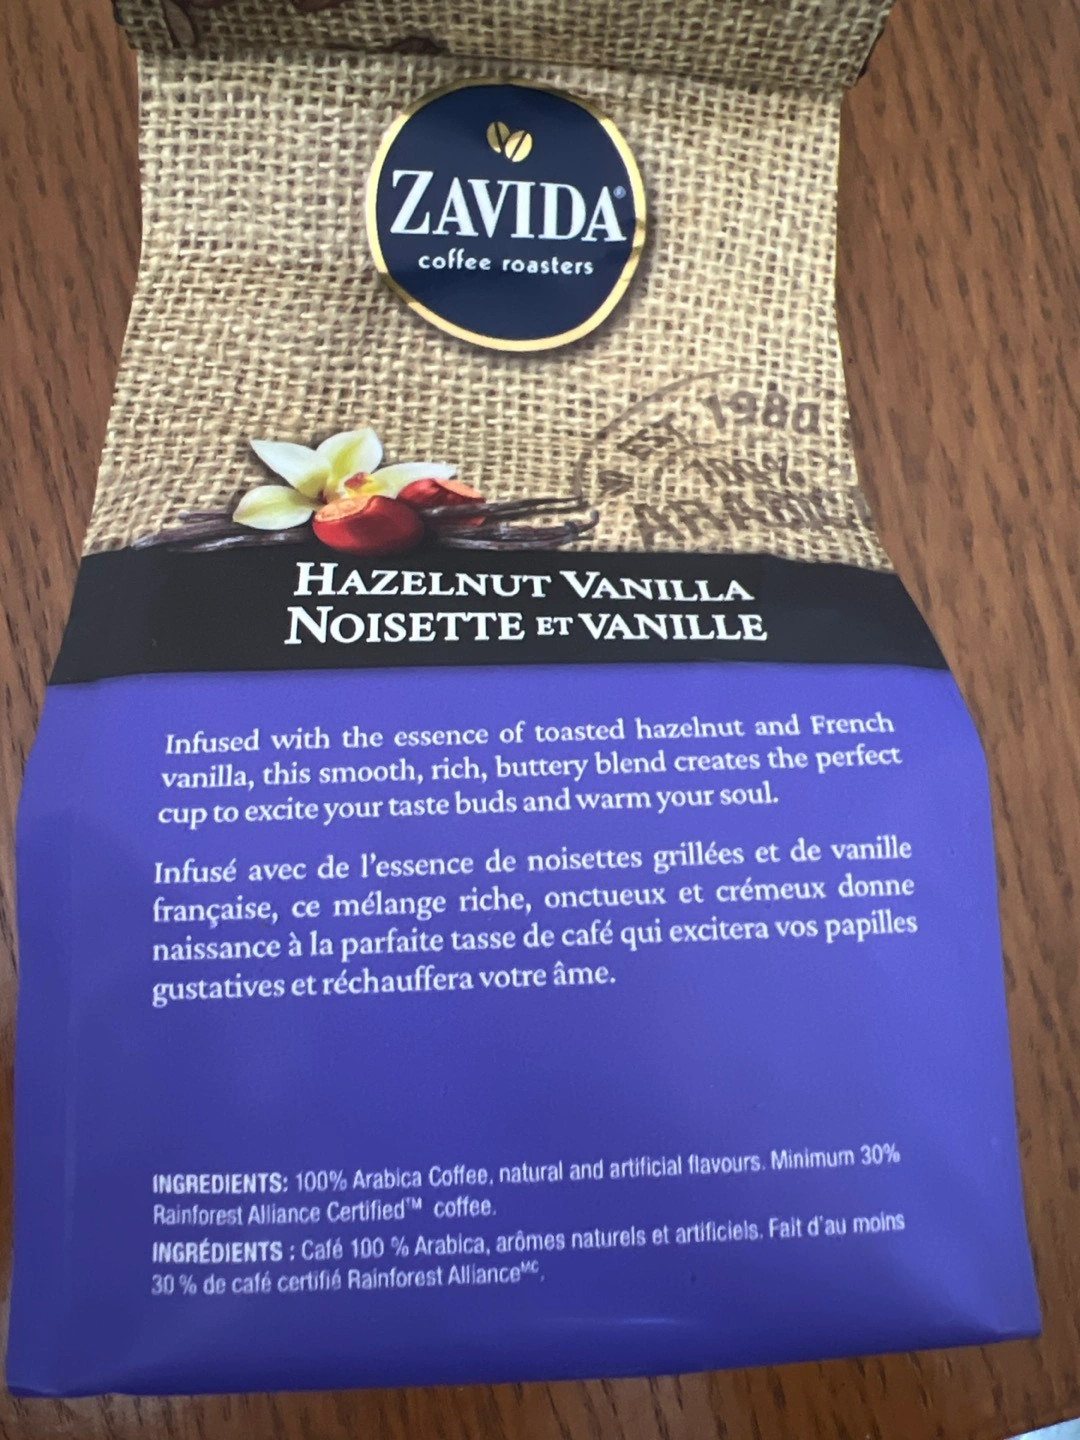 ZAVIDA®
coffee roasters
EST. 1980
100%
ARABICA
HAZELNUT VANILLA
NOISETTE ET VANILLE
Infused with the essence of toasted hazelnut and French
vanilla, this smooth, rich, buttery blend creates the perfect
cup to excite your taste buds and warm your soul.
Infusé avec de l'essence de noisettes grillées et de vanille
française, ce mélange riche, onctueux et crémeux donne
naissance à la parfaite tasse de café qui excitera vos papilles
gustatives et réchauffera votre âme.
INGREDIENTS: 100% Arabica Coffee, natural and artificial flavours. Minimum 30%
Rainforest Alliance Certified™ coffee.
INGRÉDIENTS : Café 100 % Arabica, arômes naturels et artificiels. Fait d'au moins
30 % de café certifié Rainforest Alliance ᴹᶜ.